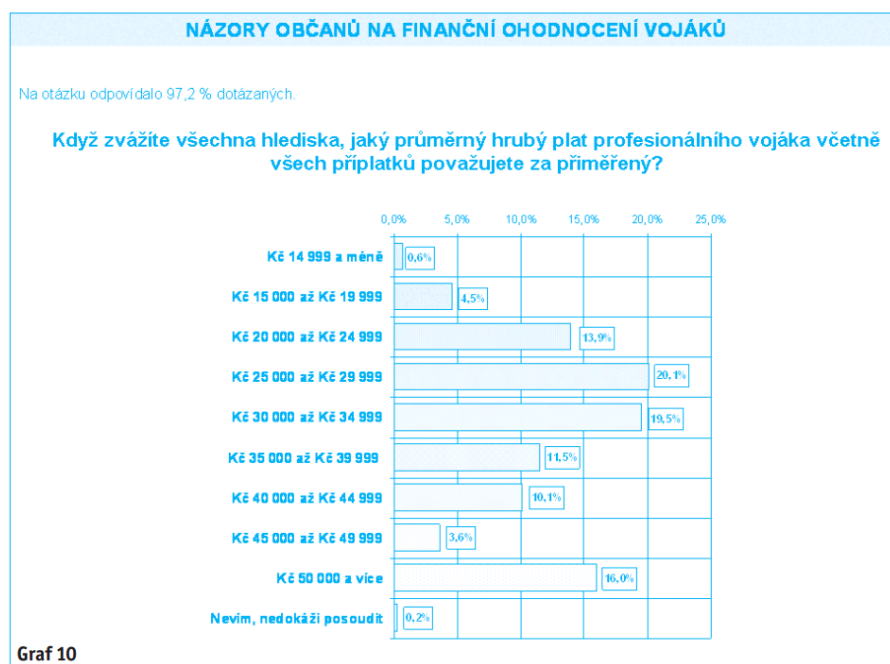 NÁZORY OBČANŮ NA FINANČNÍ OHODNOCENÍ VOJÁKŮ
Na otázku odpovídalo 97,2 % dotázaných.
Když zvážíte všechna hlediska, jaký průměrný hrubý plat profesionálního vojáka včetně
všech příplatků považujete za přiměřený?
0,0% 5,0% 10,0% 15,0% 20,0% 25,0%
Kč 14 999 a méně 0,6%
Kč 15 000 až Kč 19 999 4,5%
Kč 20 000 až Kč 24 999 13,9%
Kč 25 000 až Kč 29 999 20,1%
Kč 30 000 až Kč 34 999 19,5%
Kč 35 000 až Kč 39 999 11,5%
Kč 40 000 až Kč 44 999 10,1%
Kč 45 000 až Kč 49 999 3,6%
Kč 50 000 a více 16,0%
Nevím, nedokáži posoudit 0,2%
Graf 10